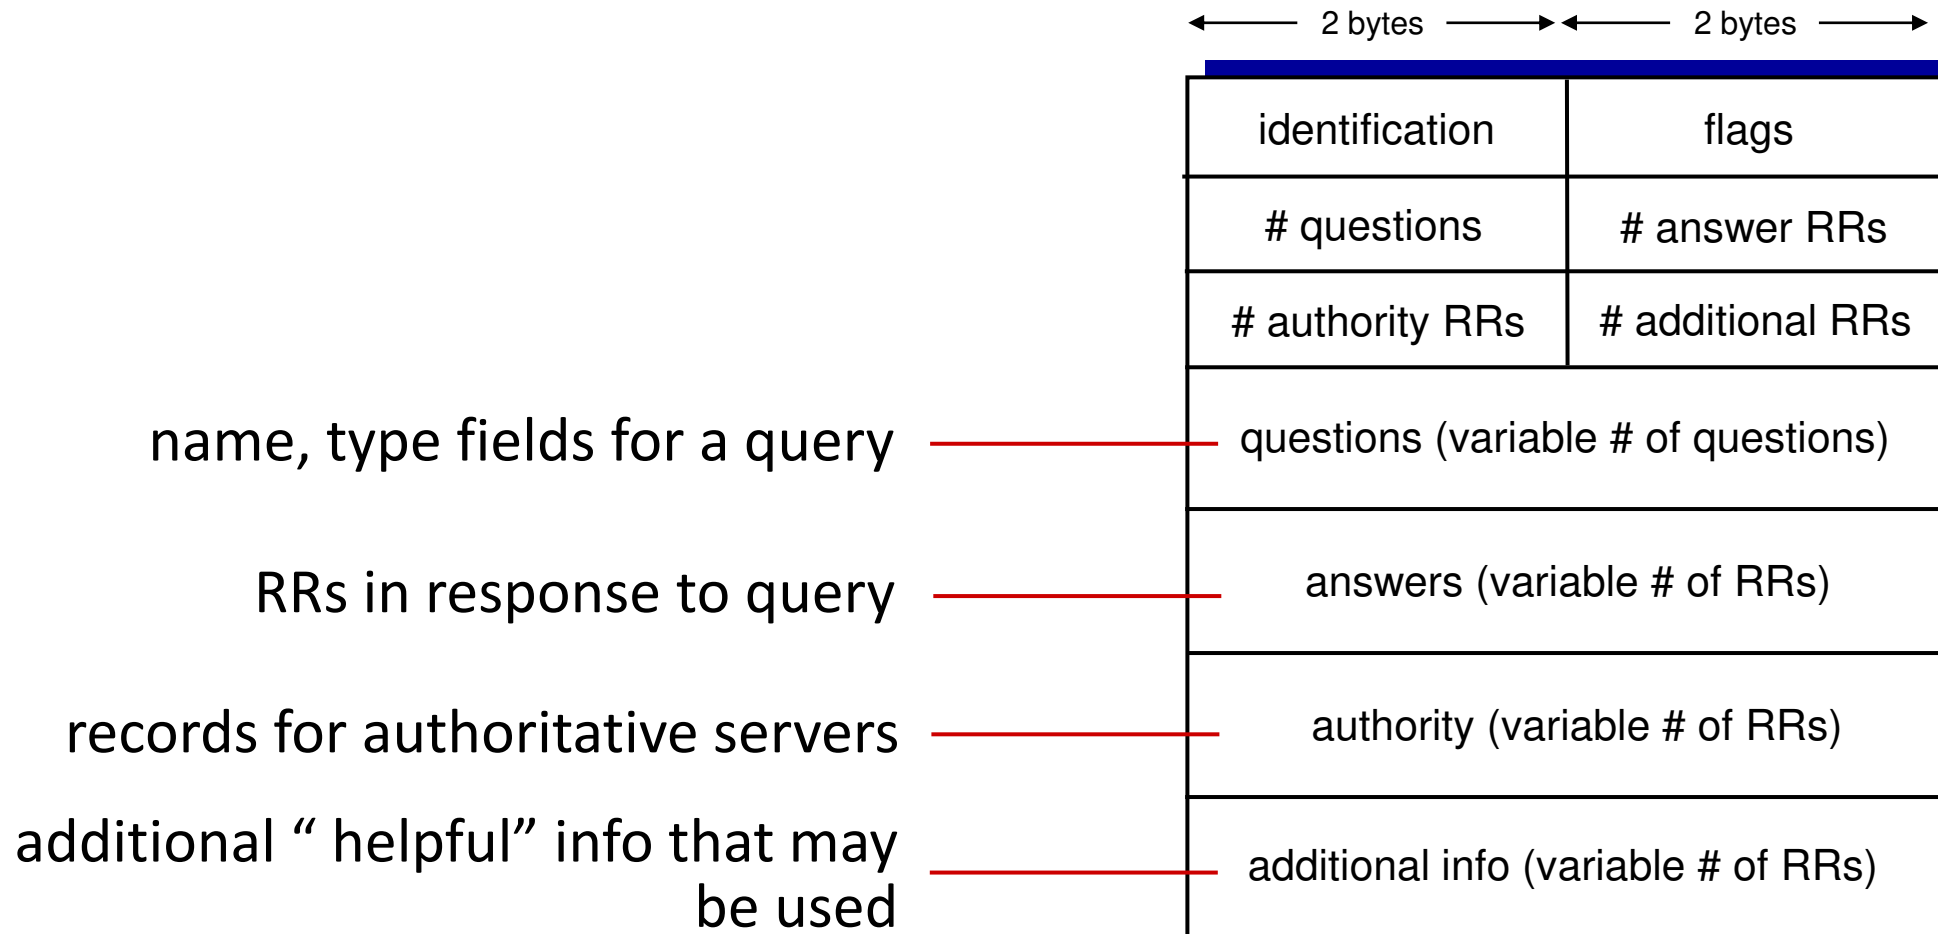 2 bytes 2 bytes
identification flags
# questions # answer RRs
# authority RRs # additional RRs
name, type fields for a query questions (variable # of questions)
RRs in response to query answers (variable # of RRs)
records for authoritative servers authority (variable # of RRs)
additional “ helpful” info that may
be used
additional info (variable # of RRs)